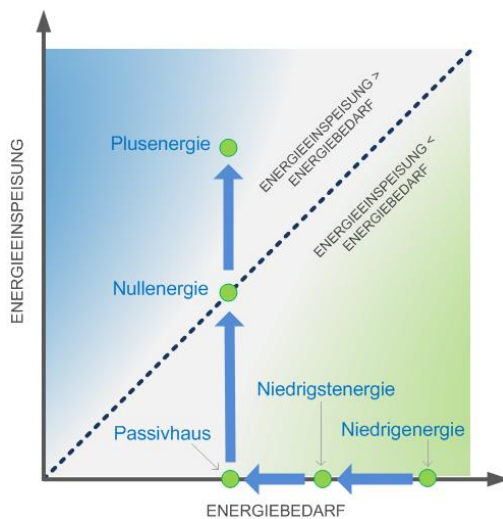 Plusenergie
ENERGIEEINSPEISUNG >
ENERGIEBEDARF
ENERGIEEINSPEISUNG <
ENERGIEBEDARF
ENERGIEEINSPEISUNG
Nullenergie
Niedrigstenergie
Passivhaus
Niedrigenergie
ENERGIEBEDARF